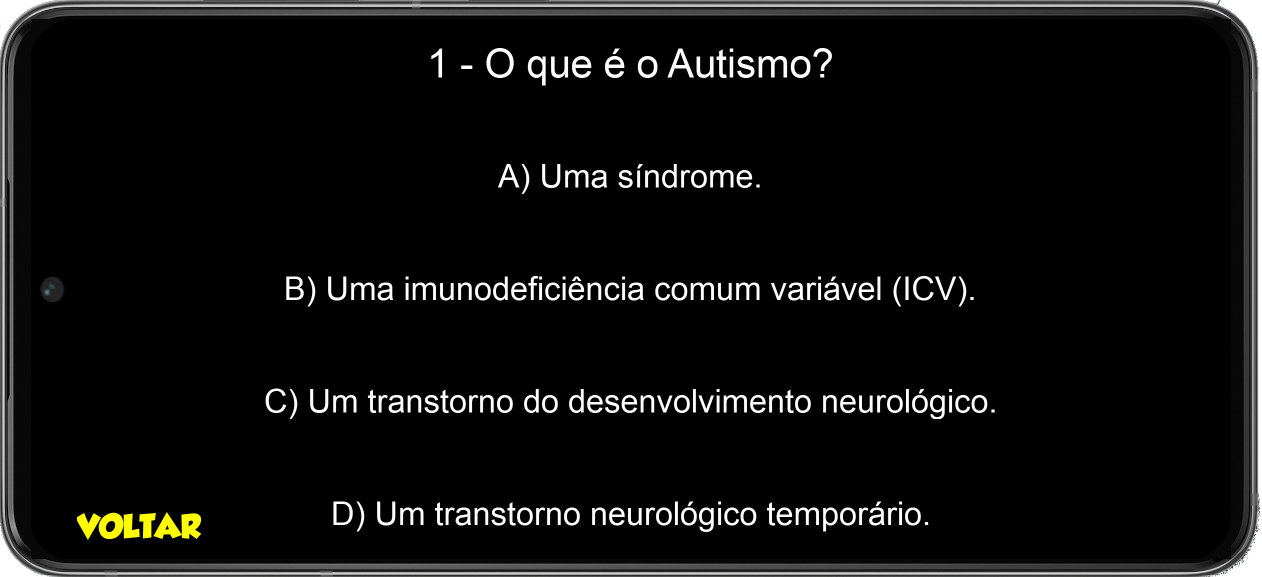 1 - O que é o Autismo?
A) Uma síndrome.
B) Uma imunodeficiência comum variável (ICV).
C) Um transtorno do desenvolvimento neurológico.
D) Um transtorno neurológico temporário.
VOLTAR